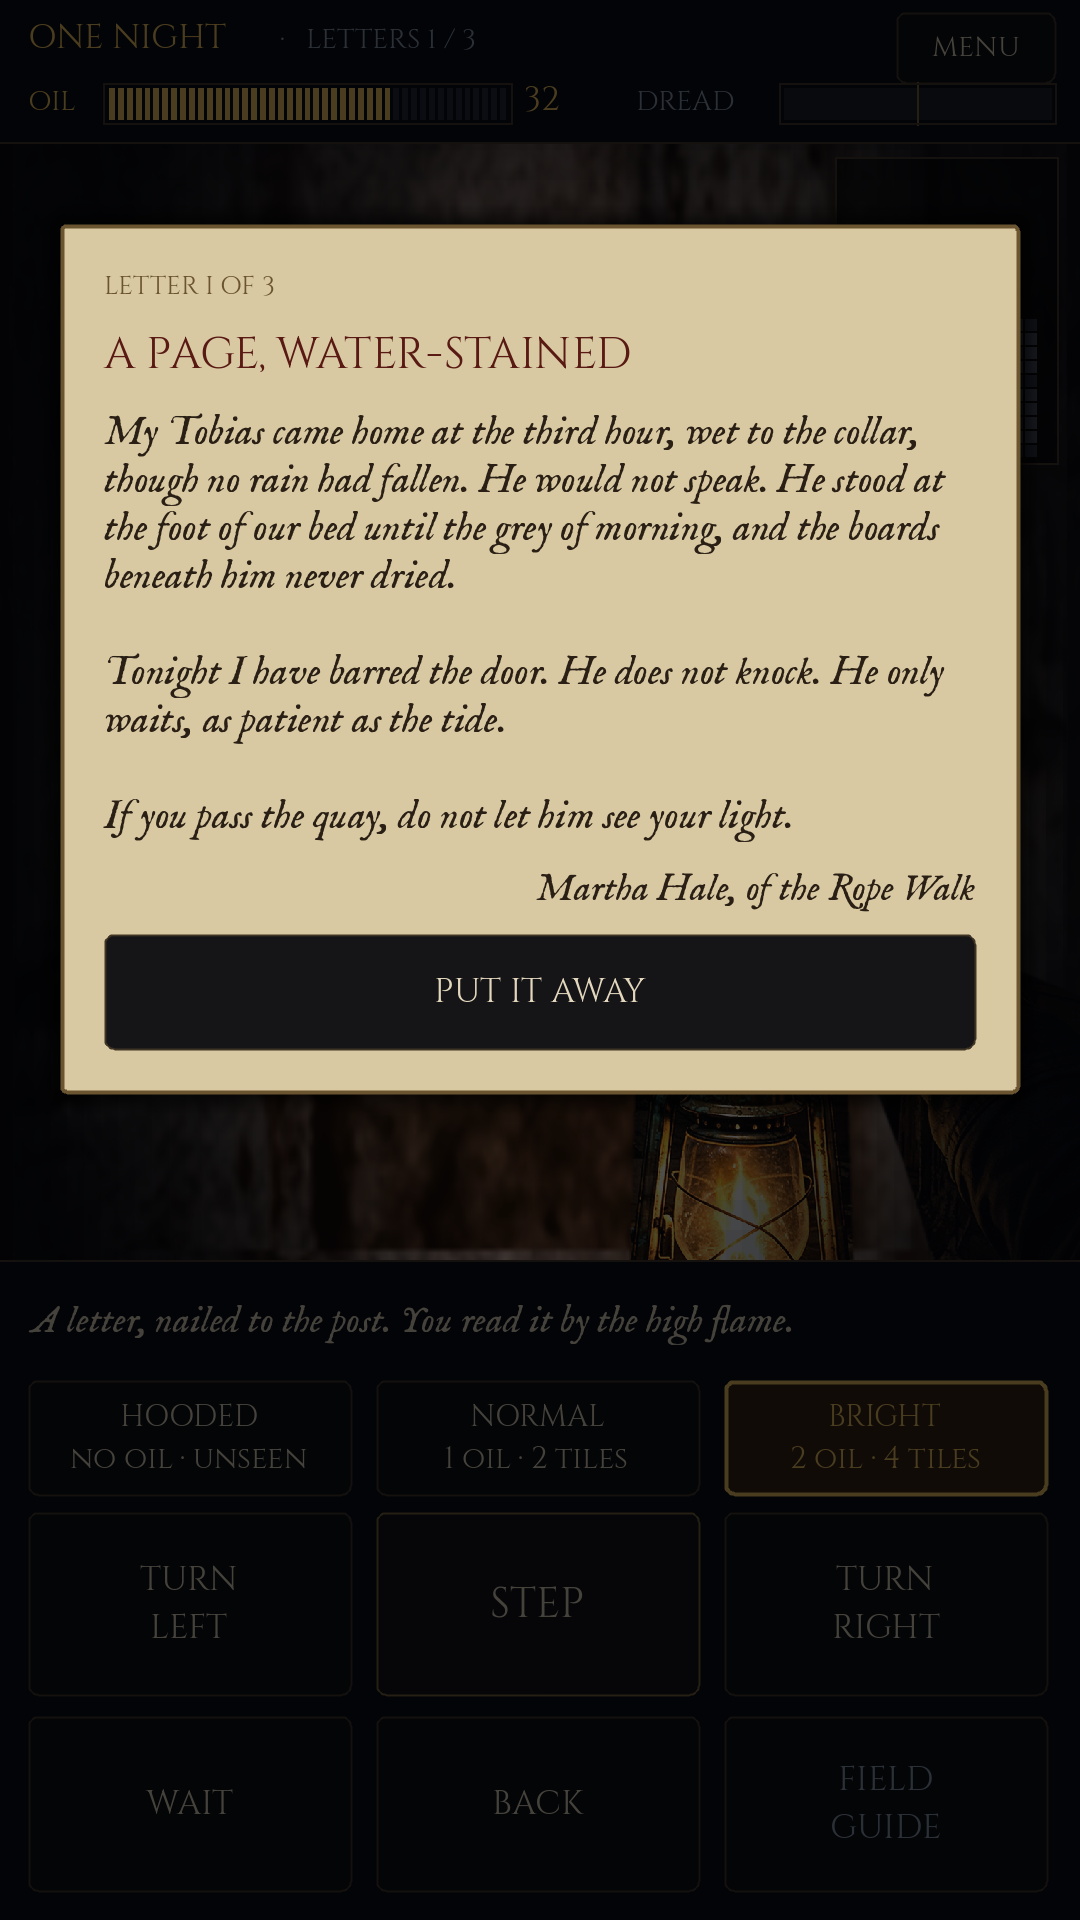 ONE NIGHT · LETTERS 1 / 3
MENU
OIL 32 DREAD
LETTER 1 OF 3
A PAGE, WATER-STAINED
My Tobias came home at the third hour, wet to the collar,
though no rain had fallen. He would not speak. He stood at
the foot of our bed until the grey of morning, and the boards
beneath him never dried.
Tonight I have barred the door. He does not knock. He only
waits, as patient as the tide.
If you pass the quay, do not let him see your light.
Martha Hale, of the Rope Walk
PUT IT AWAY
A letter, nailed to the post. You read it by the high flame.
HOODED
NO OIL · UNSEEN
NORMAL
1 OIL · 2 TILES
BRIGHT
2 OIL · 4 TILES
TURN
LEFT
STEP
TURN
RIGHT
WAIT
BACK
FIELD
GUIDE